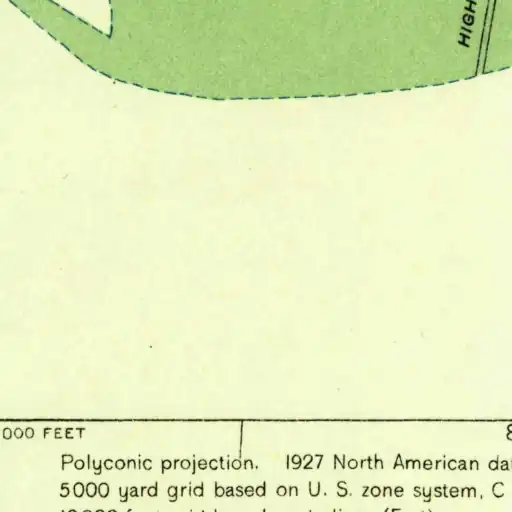 HIGH
000 FEET
Polyconic projection. 1927 North American da
5000 yard grid based on U. S. zone system, C